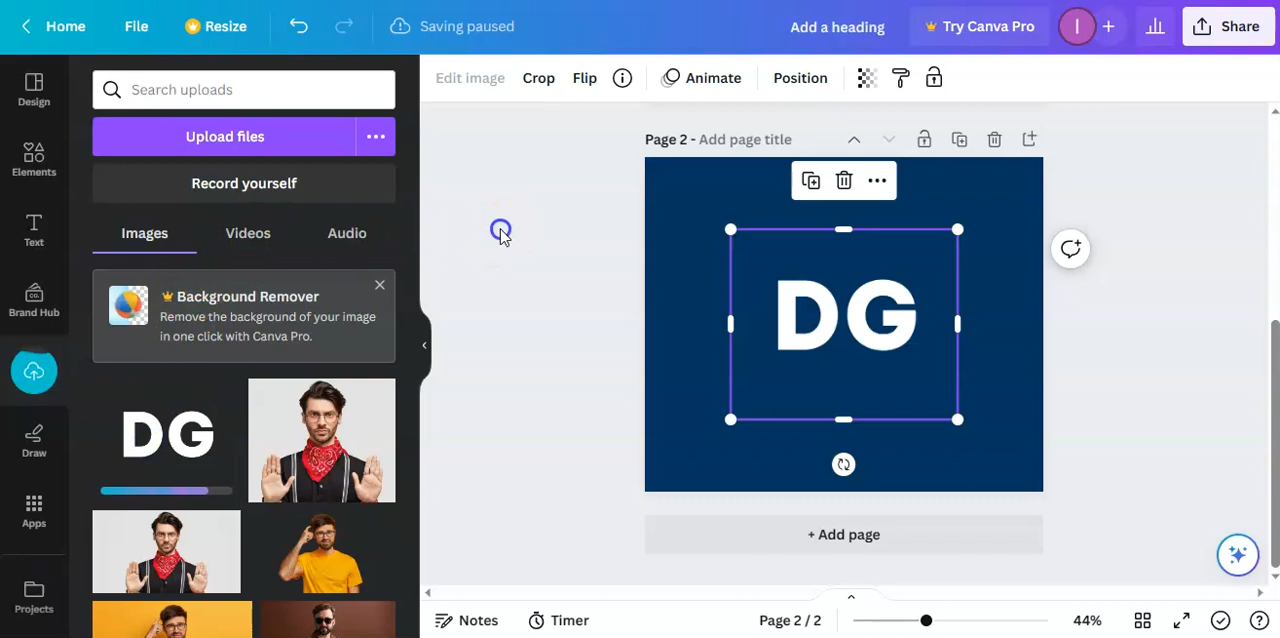 Home
File
Resize
Saving paused
Add a heading
Try Canva Pro
I
Share
Design
Elements
Text
Brand Hub
CO.
Draw
Apps
Projects
Search uploads
Upload files
Record yourself
Images
Videos
Audio
Background Remover
Remove the background of your image
in one click with Canva Pro.
DG
Edit image
Crop
Flip
Animate
Position
Page 2 - Add page title
DG
+ Add page
Notes
Timer
Page 2 / 2
44%